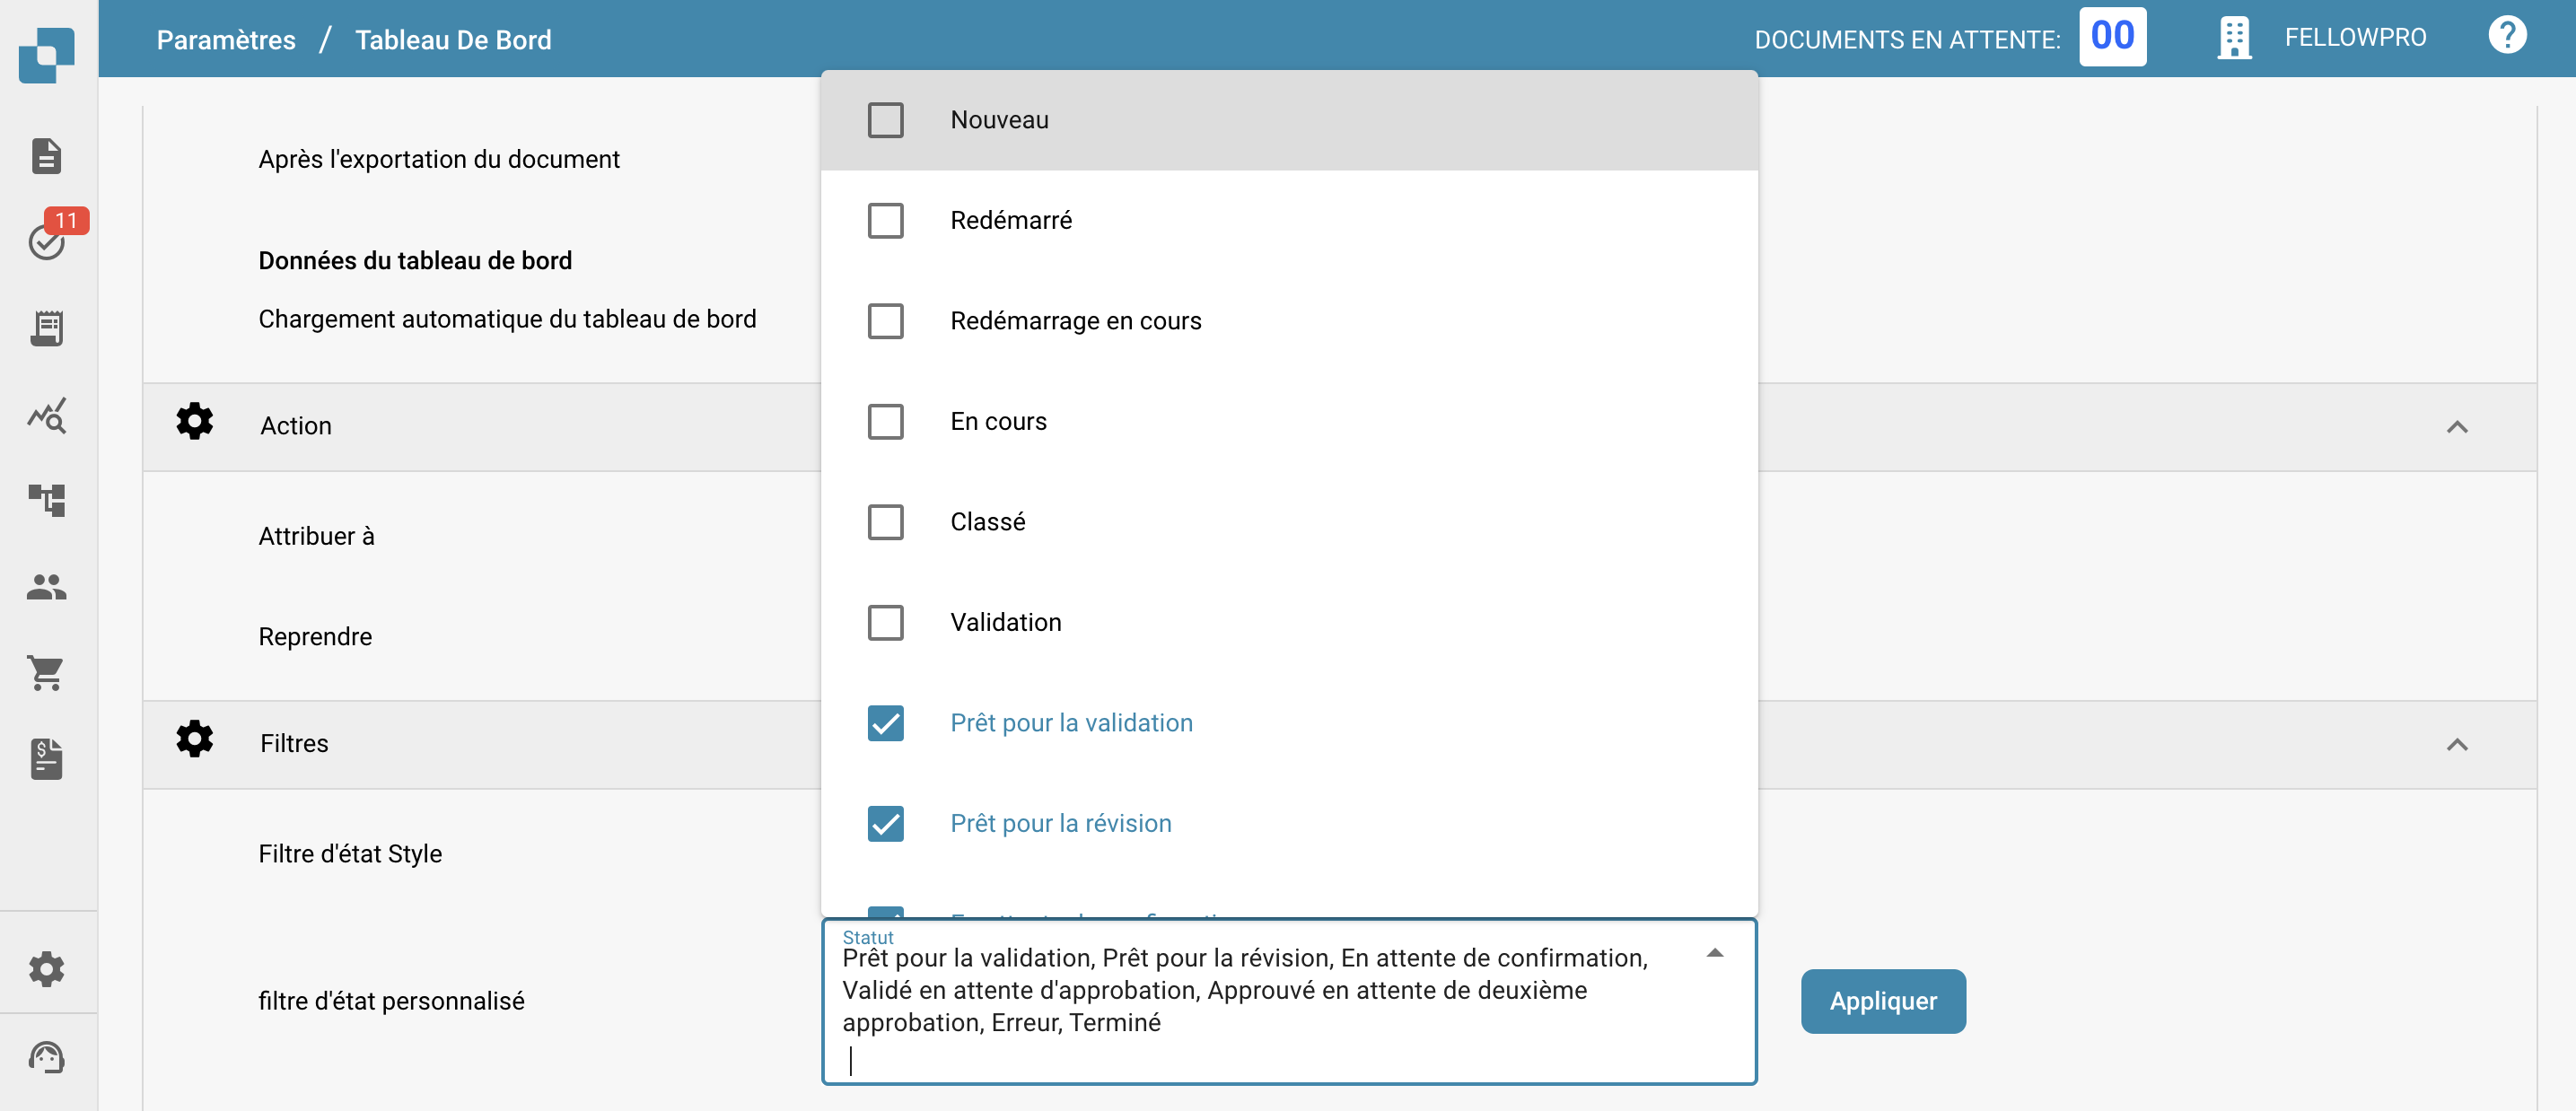 Paramètres / Tableau De Bord
DOCUMENTS EN ATTENTE: 00
FELLOWPRO
?
11
Après l'exportation du document
Données du tableau de bord
Chargement automatique du tableau de bord
Action
Attribuer à
Reprendre
Filtres
Filtre d'état Style
filtre d'état personnalisé
Nouveau
Redémarré
Redémarrage en cours
En cours
Classé
Validation
Prêt pour la validation
Prêt pour la révision
Statut
Prêt pour la validation, Prêt pour la révision, En attente de confirmation,
Validé en attente d'approbation, Approuvé en attente de deuxième
approbation, Erreur, Terminé
Appliquer